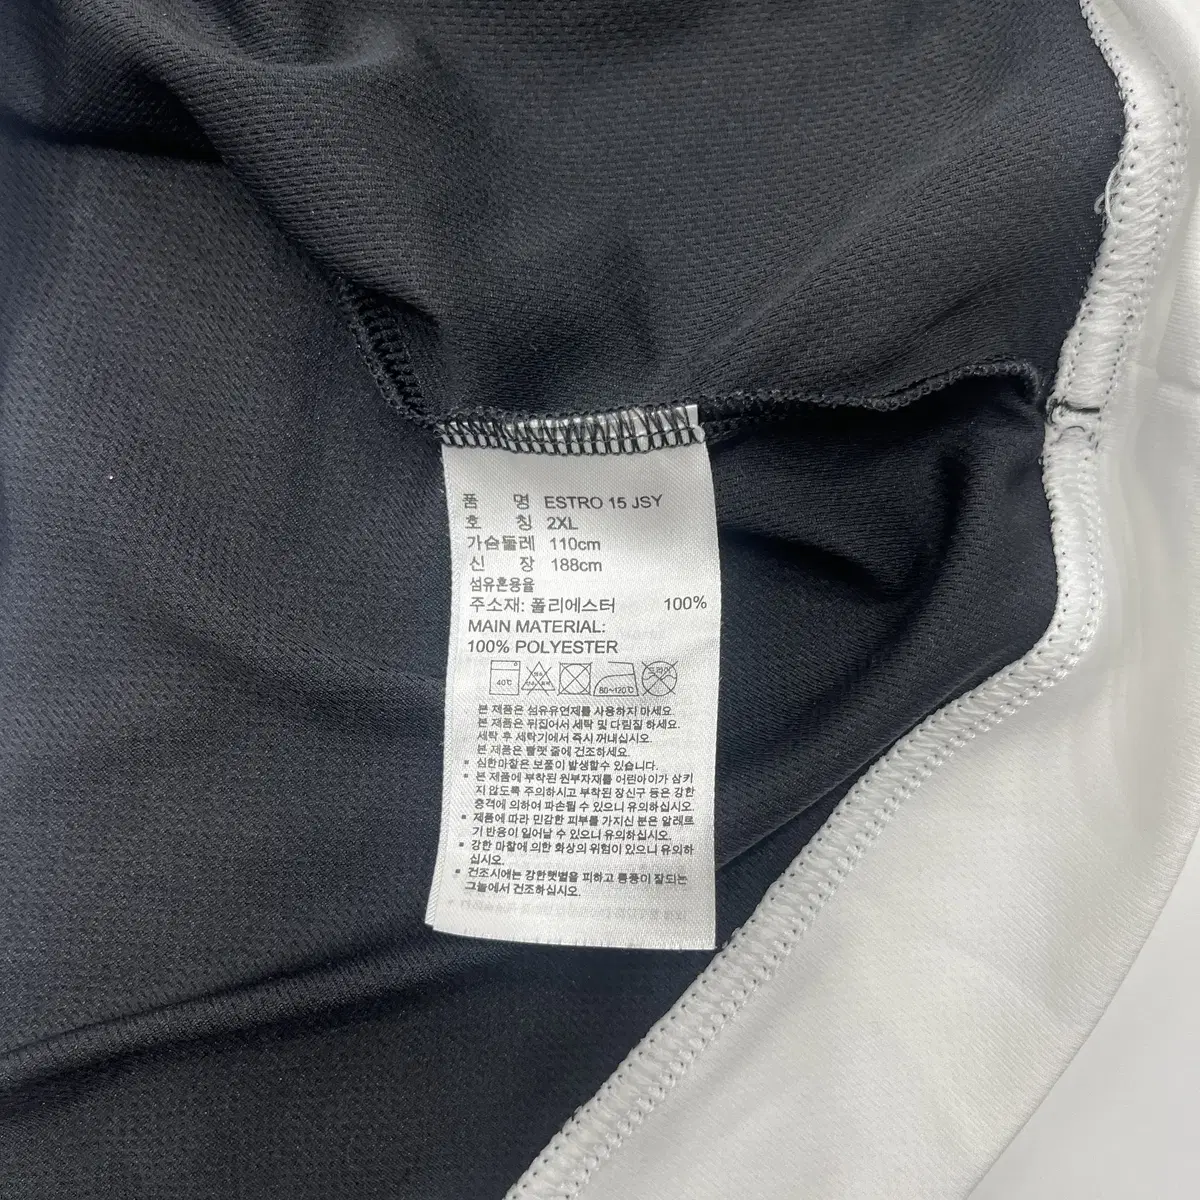 품 명 ESTRO 15 JSY
호 칭 2XL
가슴둘레 110cm
신 장 188cm
섬유혼용율
주소재: 폴리에스터 100%
MAIN MATERIAL:
100% POLYESTER
40℃ 80~120℃ 드라이
본 제품은 섬유유연제를 사용하지 마세요.
본 제품은 뒤집어서 세탁 및 다림질 하세요.
세탁 후 세탁기에서 즉시 꺼내십시오.
본 제품은 빨랫 줄에 건조하세요.
▪ 심한마찰은 보풀이 발생할수 있습니다.
▪ 본 제품에 부착된 원부자재를 어린아이가 삼키
지 않도록 주의하시고 부착된 장신구 등은 강한
충격에 의하여 파손될 수 있으니 유의하십시오.
▪ 제품에 따라 민감한 피부를 가지신 분은 알레르
기 반응이 일어날 수 있으니 유의하십시오.
▪ 강한 마찰에 의한 화상의 위험이 있으니 유의하
십시오.
▪ 건조시에는 강한햇볕을 피하고 통풍이 잘되는
그늘에서 건조하십시오.